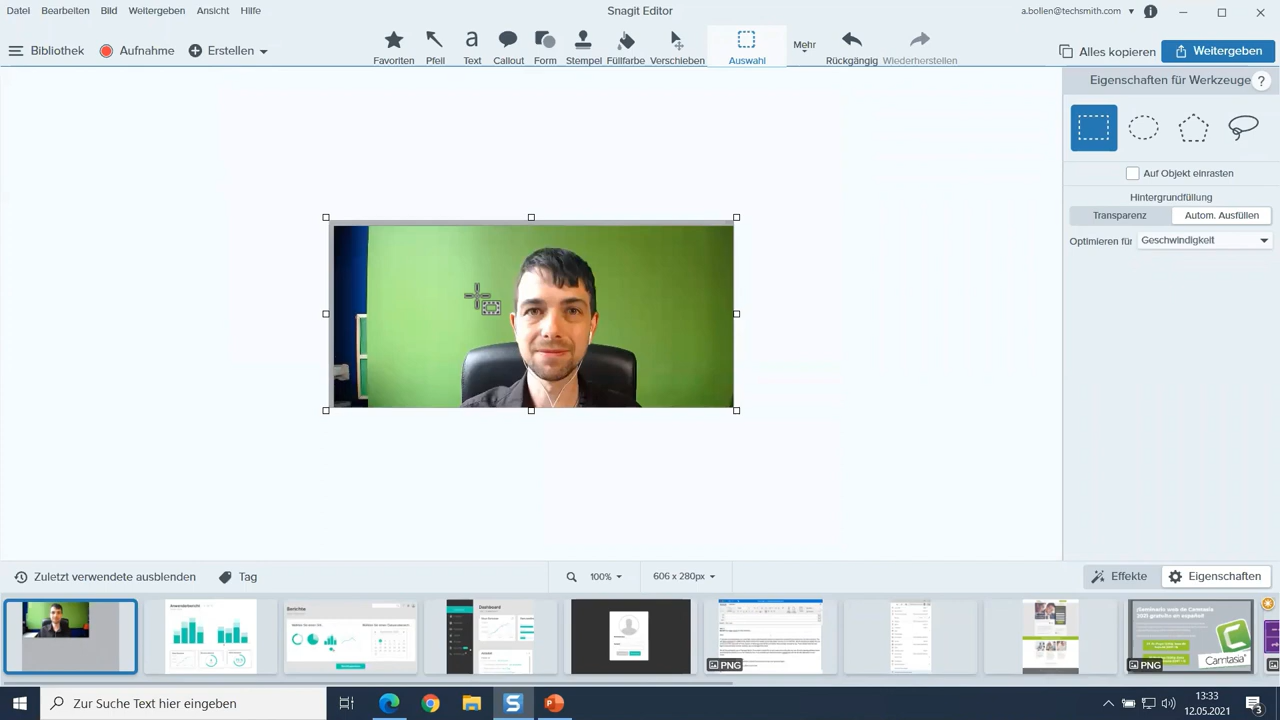 Datei Bearbeiten Bild Weitergeben Ansicht Hilfe
Snagit Editor
a.bollen@techsmith.com
Bibliothek Aufnahme Erstellen
Favoriten Pfeil Text Callout Form Stempel Füllfarbe Verschieben Auswahl Mehr Rückgängig Wiederherstellen
Alles kopieren Weitergeben
Eigenschaften für Werkzeuge ?
Auf Objekt einrasten
Hintergrundfüllung
Transparenz Autom. Ausfüllen
Optimieren für Geschwindigkeit
Zuletzt verwendete ausblenden Tag
100% 606 x 280px
Effekte Eigenschaften
Berichte
Dashboard
PNG
PNG
Camtasia
Zur Suche Text hier eingeben
13:33
12.05.2021
3